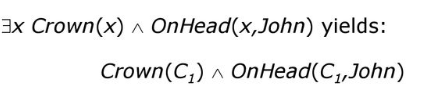 ∃x Crown(x) ∧ OnHead(x,John) yields:
Crown(C₁) ∧ OnHead(C₁,John)